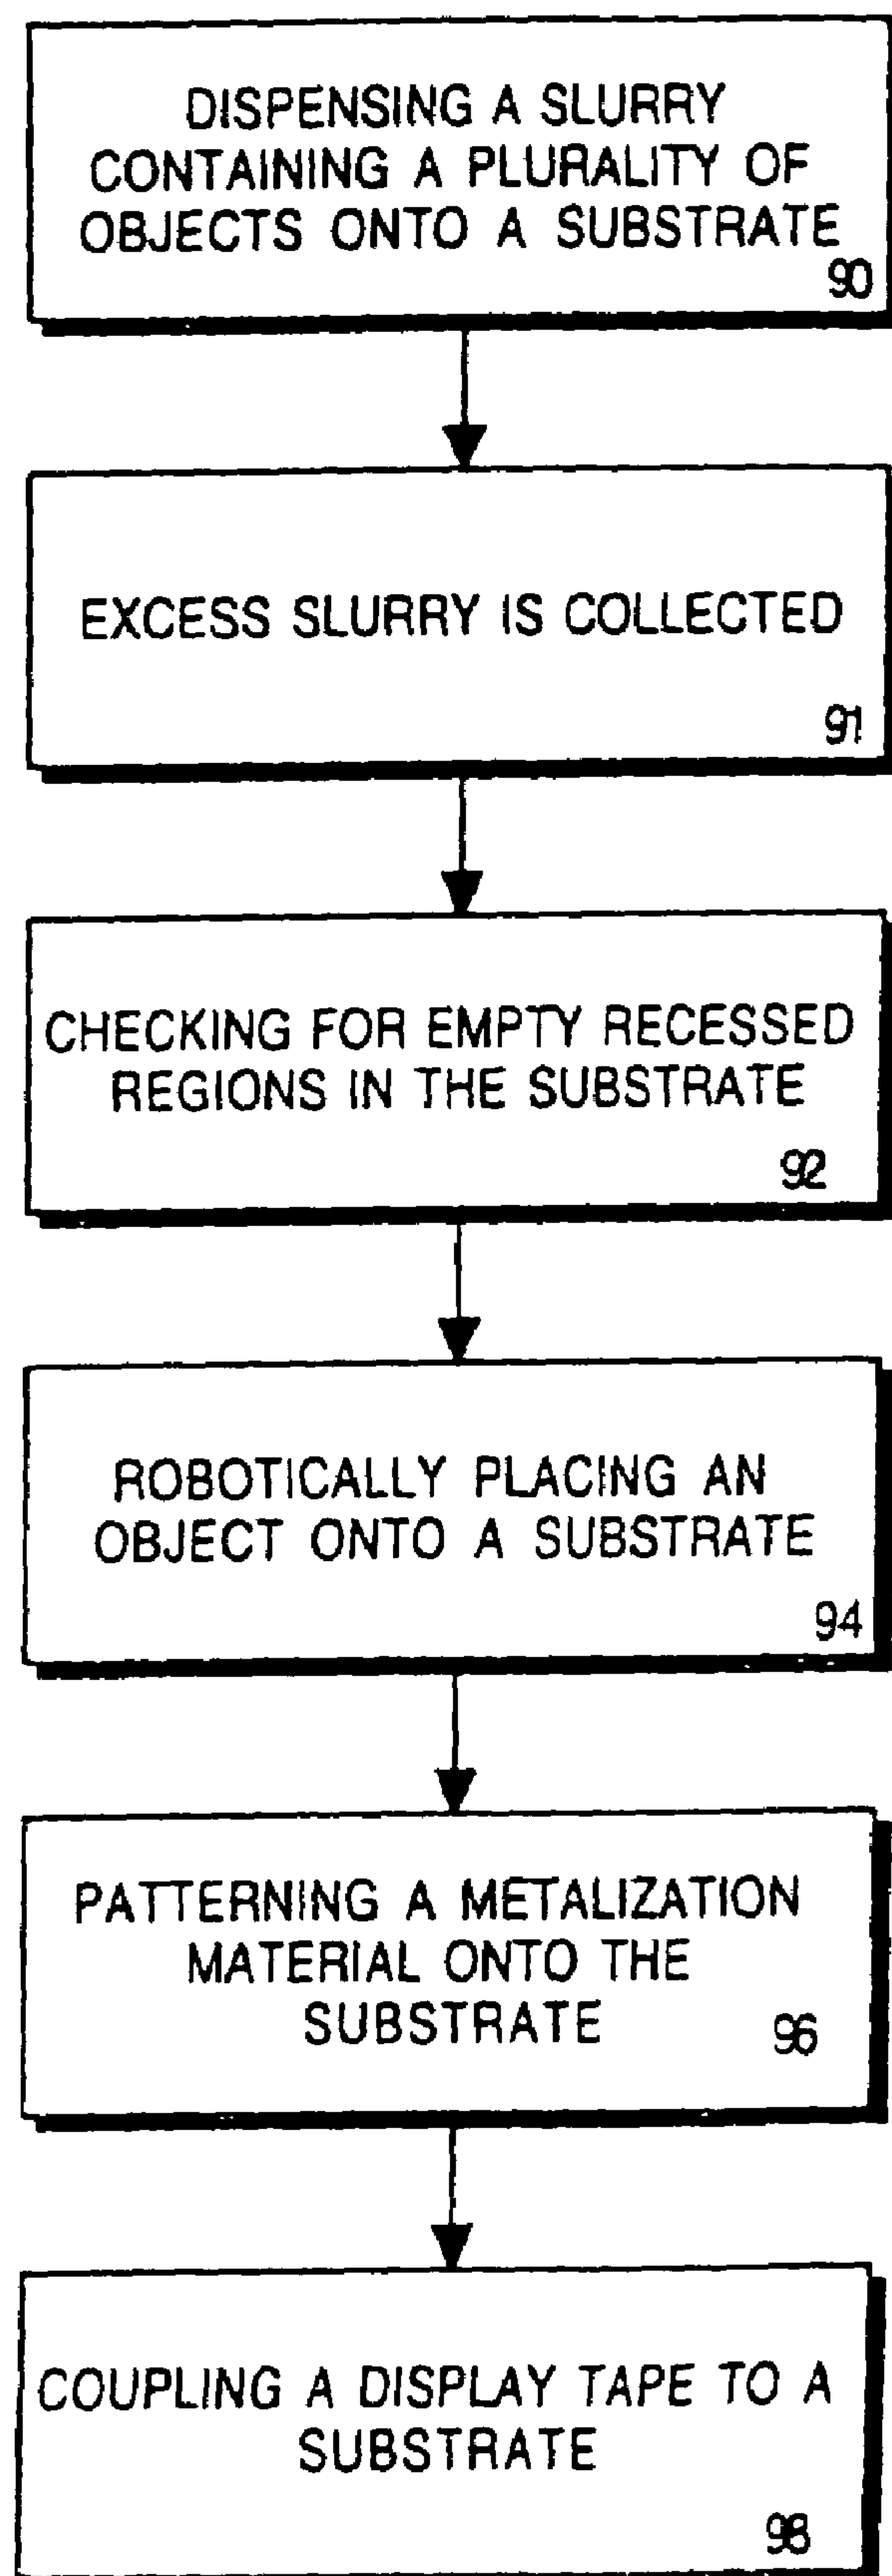 DISPENSING A SLURRY
CONTAINING A PLURALITY OF
OBJECTS ONTO A SUBSTRATE
90
EXCESS SLURRY IS COLLECTED
91
CHECKING FOR EMPTY RECESSED
REGIONS IN THE SUBSTRATE
92
ROBOTICALLY PLACING AN
OBJECT ONTO A SUBSTRATE
94
PATTERNING A METALIZATION
MATERIAL ONTO THE
SUBSTRATE
96
COUPLING A DISPLAY TAPE TO A
SUBSTRATE
98